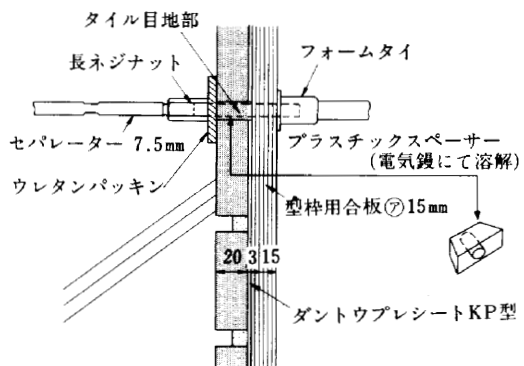 タイル目地部
長ネジナット
フォームタイ
セパレーター 7.5mm
プラスチックスペーサー
(電気鏝にて溶解)
ウレタンパッキン
型枠用合板㋐15mm
20 3 15
ダントウプレシートKP型